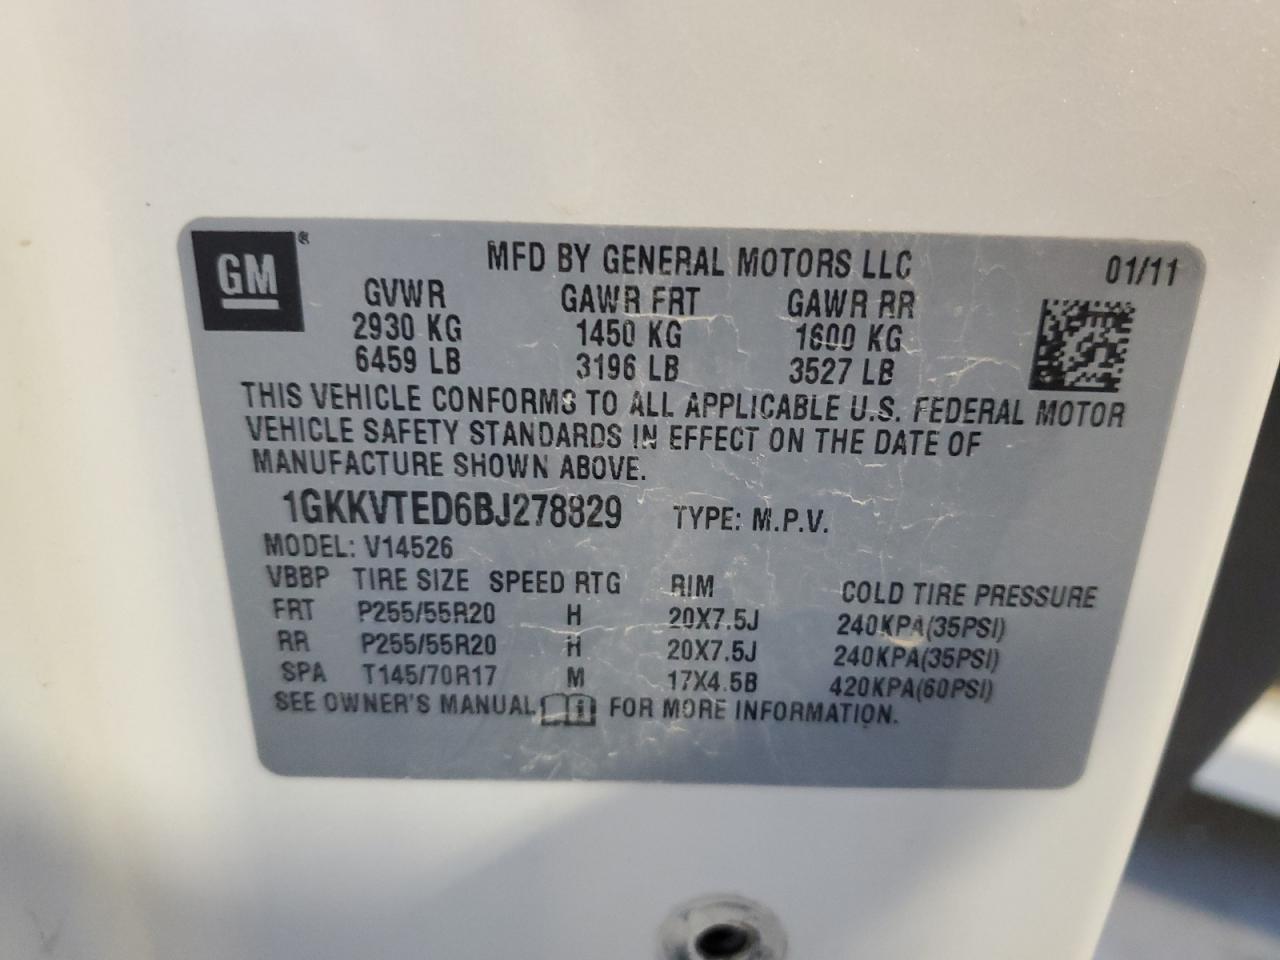 GM ®
MFD BY GENERAL MOTORS LLC 01/11
GVWR GAWR FRT GAWR RR
2930 KG 1450 KG 1600 KG
6459 LB 3196 LB 3527 LB
THIS VEHICLE CONFORMS TO ALL APPLICABLE U.S. FEDERAL MOTOR
VEHICLE SAFETY STANDARDS IN EFFECT ON THE DATE OF
MANUFACTURE SHOWN ABOVE.
1GKKVTED6BJ278829 TYPE: M.P.V.
MODEL: V14526
VBBP TIRE SIZE SPEED RTG RIM COLD TIRE PRESSURE
FRT P255/55R20 H 20X7.5J 240KPA(35PSI)
RR P255/55R20 H 20X7.5J 240KPA(35PSI)
SPA T145/70R17 M 17X4.5B 420KPA(60PSI)
SEE OWNER'S MANUAL i FOR MORE INFORMATION.